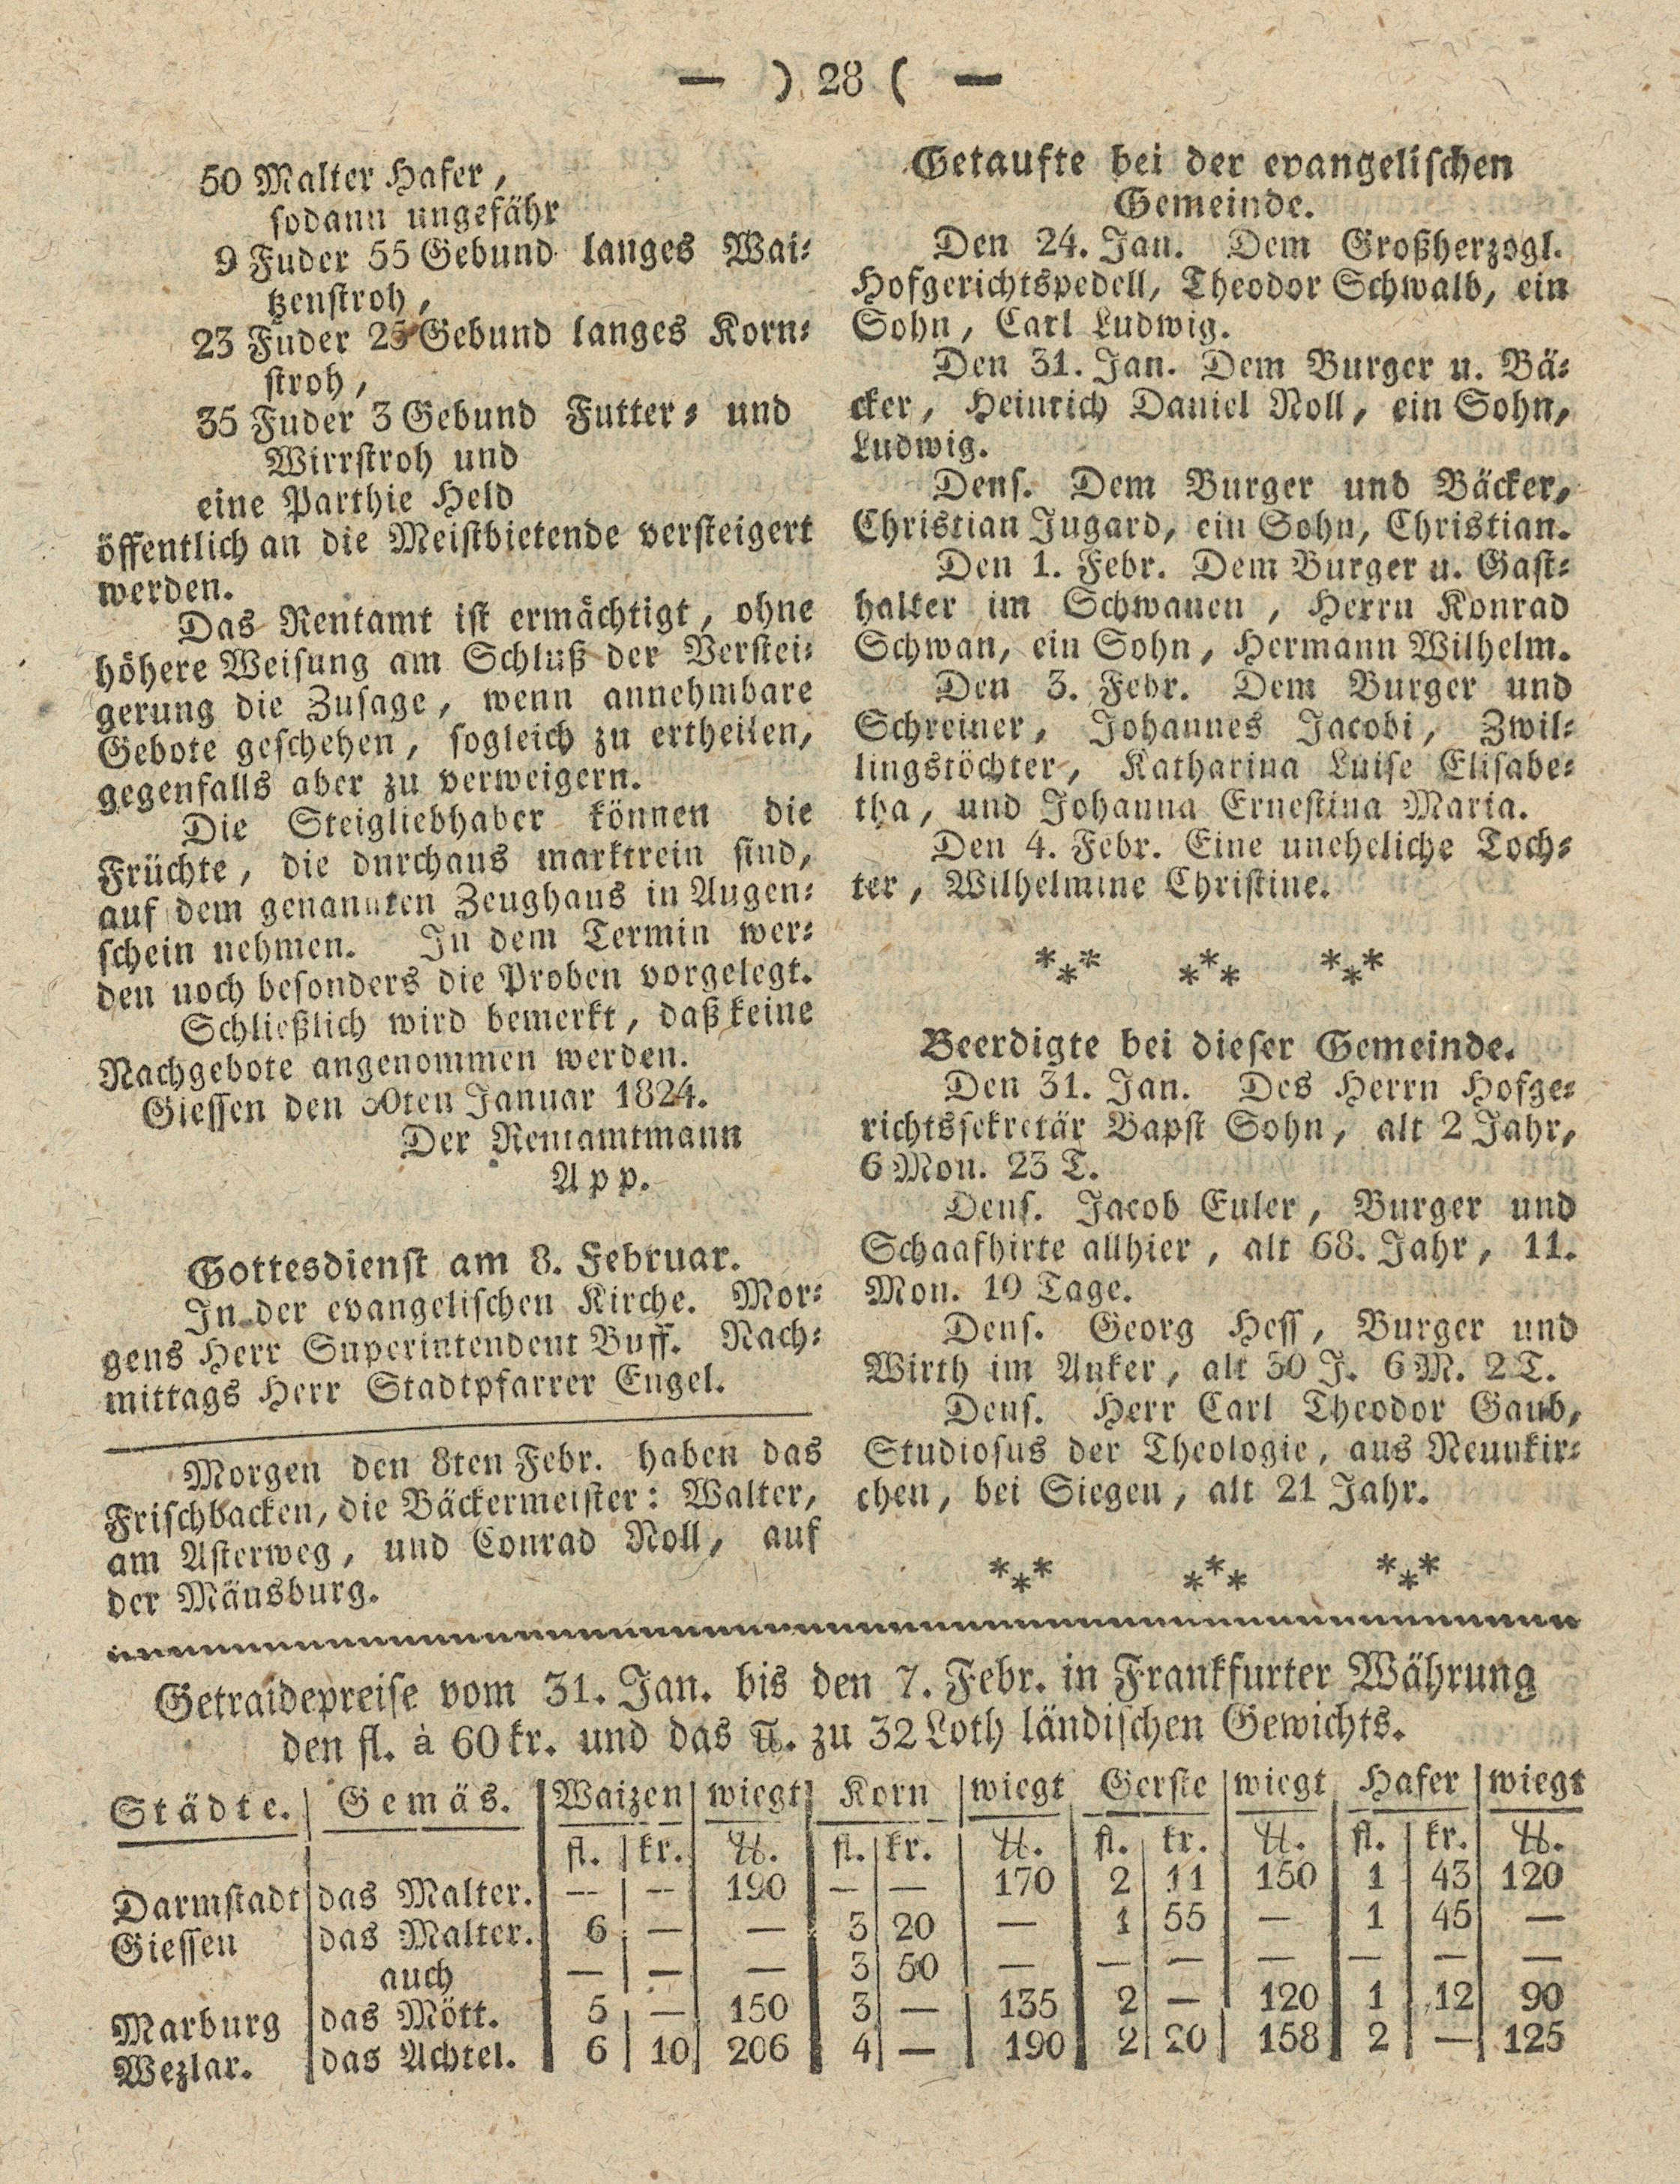 — ) 28 ( —
50 Malter Hafer,
sodann ungefähr
9 Fuder 55 Gebund langes Wai-
tzenstroh,
23 Fuder 25 Gebund langes Korn-
stroh,
35 Fuder 3 Gebund Futter- und
Wirrstroh und
eine Parthie Held
öffentlich an die Meistbietende versteigert
werden.
Das Rentamt ist ermächtigt, ohne
höhere Weisung am Schluß der Verstei-
gerung die Zusage, wenn annehmbare
Gebote geschehen, sogleich zu ertheilen,
gegenfalls aber zu verweigern.
Die Steigliebhaber können die
Früchte, die durchaus marktrein sind,
auf dem genannten Zeughaus in Augen-
schein nehmen. In dem Termin wer-
den noch besonders die Proben vorgelegt.
Schließlich wird bemerkt, daß keine
Nachgebote angenommen werden.
Giessen den 30ten Januar 1824.
Der Rentamtmann
App.
Gottesdienst am 8. Februar.
In der evangelischen Kirche. Mor-
gens Herr Superintendent Buff. Nach-
mittags Herr Stadtpfarrer Engel.
Morgen den 8ten Febr. haben das
Frischbacken, die Bäckermeister: Walter,
am Asterweg, und Conrad Noll, auf
der Mäusburg.
Getaufte bei der evangelischen
Gemeinde.
Den 24. Jan. Dem Großherzogl.
Hofgerichtspedell, Theodor Schwalb, ein
Sohn, Carl Ludwig.
Den 31. Jan. Dem Burger u. Bä-
cker, Heinrich Daniel Noll, ein Sohn,
Ludwig.
Dens. Dem Burger und Bäcker,
Christian Jugard, ein Sohn, Christian.
Den 1. Febr. Dem Burger u. Gast-
halter im Schwanen, Herrn Konrad
Schwan, ein Sohn, Hermann Wilhelm.
Den 3. Febr. Dem Burger und
Schreiner, Johannes Jacobi, Zwil-
lingstöchter, Katharina Luise Elisabe-
tha, und Johanna Ernestina Maria.
Den 4. Febr. Eine uneheliche Toch-
ter, Wilhelmine Christine.
*** *** ***
Beerdigte bei dieser Gemeinde.
Den 31. Jan. Des Herrn Hofge-
richtssekretär Bapst Sohn, alt 2 Jahr,
6 Mon. 23 T.
Dens. Jacob Euler, Burger und
Schaafhirte allhier, alt 68. Jahr, 11.
Mon. 10 Tage.
Dens. Georg Hess, Burger und
Wirth im Anker, alt 30 J. 6 M. 2 T.
Dens. Herr Carl Theodor Gaub,
Studiosus der Theologie, aus Neunkir-
chen, bei Siegen, alt 21 Jahr.
*** *** ***
Getraidepreise vom 31. Jan. bis den 7. Febr. in Frankfurter Währung
den fl. à 60 kr. und das ℔. zu 32 Loth ländischen Gewichts.
Städte. Gemäs. Waizen wiegt Korn wiegt Gerste wiegt Hafer wiegt
fl. kr. ℔. fl. kr. ℔. fl. kr. ℔. fl. kr. ℔.
Darmstadt das Malter. — — 190 — — 170 2 11 150 1 43 120
Giessen das Malter. 6 — — 3 20 — 1 55 — 1 45 —
auch — — — 3 50 — — — — — — —
Marburg das Mött. 5 — 150 3 — 135 2 — 120 1 12 90
Wezlar. das Achtel. 6 10 206 4 — 190 2 20 158 2 — 125